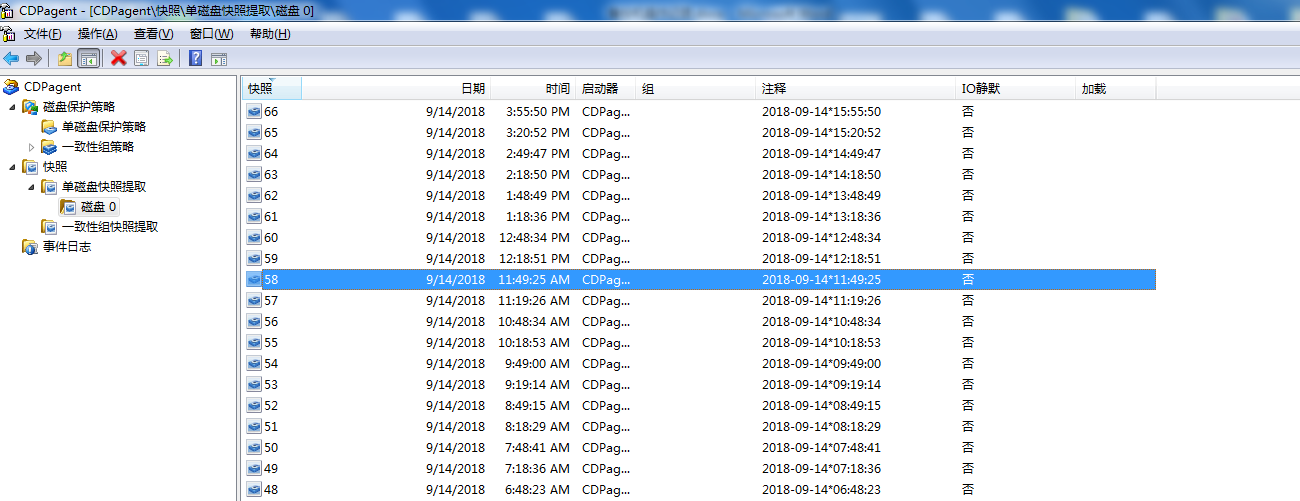 CDPagent - [CDPagent\快照\单磁盘快照提取\磁盘 0]
文件(F) 操作(A) 查看(V) 窗口(W) 帮助(H)
CDPagent
磁盘保护策略
单磁盘保护策略
一致性组策略
快照
单磁盘快照提取
磁盘 0
一致性组快照提取
事件日志
快照 日期 时间 启动器 组 注释 IO静默 加载
66 9/14/2018 3:55:50 PM CDPag... 2018-09-14*15:55:50 否
65 9/14/2018 3:20:52 PM CDPag... 2018-09-14*15:20:52 否
64 9/14/2018 2:49:47 PM CDPag... 2018-09-14*14:49:47 否
63 9/14/2018 2:18:50 PM CDPag... 2018-09-14*14:18:50 否
62 9/14/2018 1:48:49 PM CDPag... 2018-09-14*13:48:49 否
61 9/14/2018 1:18:36 PM CDPag... 2018-09-14*13:18:36 否
60 9/14/2018 12:48:34 PM CDPag... 2018-09-14*12:48:34 否
59 9/14/2018 12:18:51 PM CDPag... 2018-09-14*12:18:51 否
58 9/14/2018 11:49:25 AM CDPag... 2018-09-14*11:49:25 否
57 9/14/2018 11:19:26 AM CDPag... 2018-09-14*11:19:26 否
56 9/14/2018 10:48:34 AM CDPag... 2018-09-14*10:48:34 否
55 9/14/2018 10:18:53 AM CDPag... 2018-09-14*10:18:53 否
54 9/14/2018 9:49:00 AM CDPag... 2018-09-14*09:49:00 否
53 9/14/2018 9:19:14 AM CDPag... 2018-09-14*09:19:14 否
52 9/14/2018 8:49:15 AM CDPag... 2018-09-14*08:49:15 否
51 9/14/2018 8:18:29 AM CDPag... 2018-09-14*08:18:29 否
50 9/14/2018 7:48:41 AM CDPag... 2018-09-14*07:48:41 否
49 9/14/2018 7:18:36 AM CDPag... 2018-09-14*07:18:36 否
48 9/14/2018 6:48:23 AM CDPag... 2018-09-14*06:48:23 否